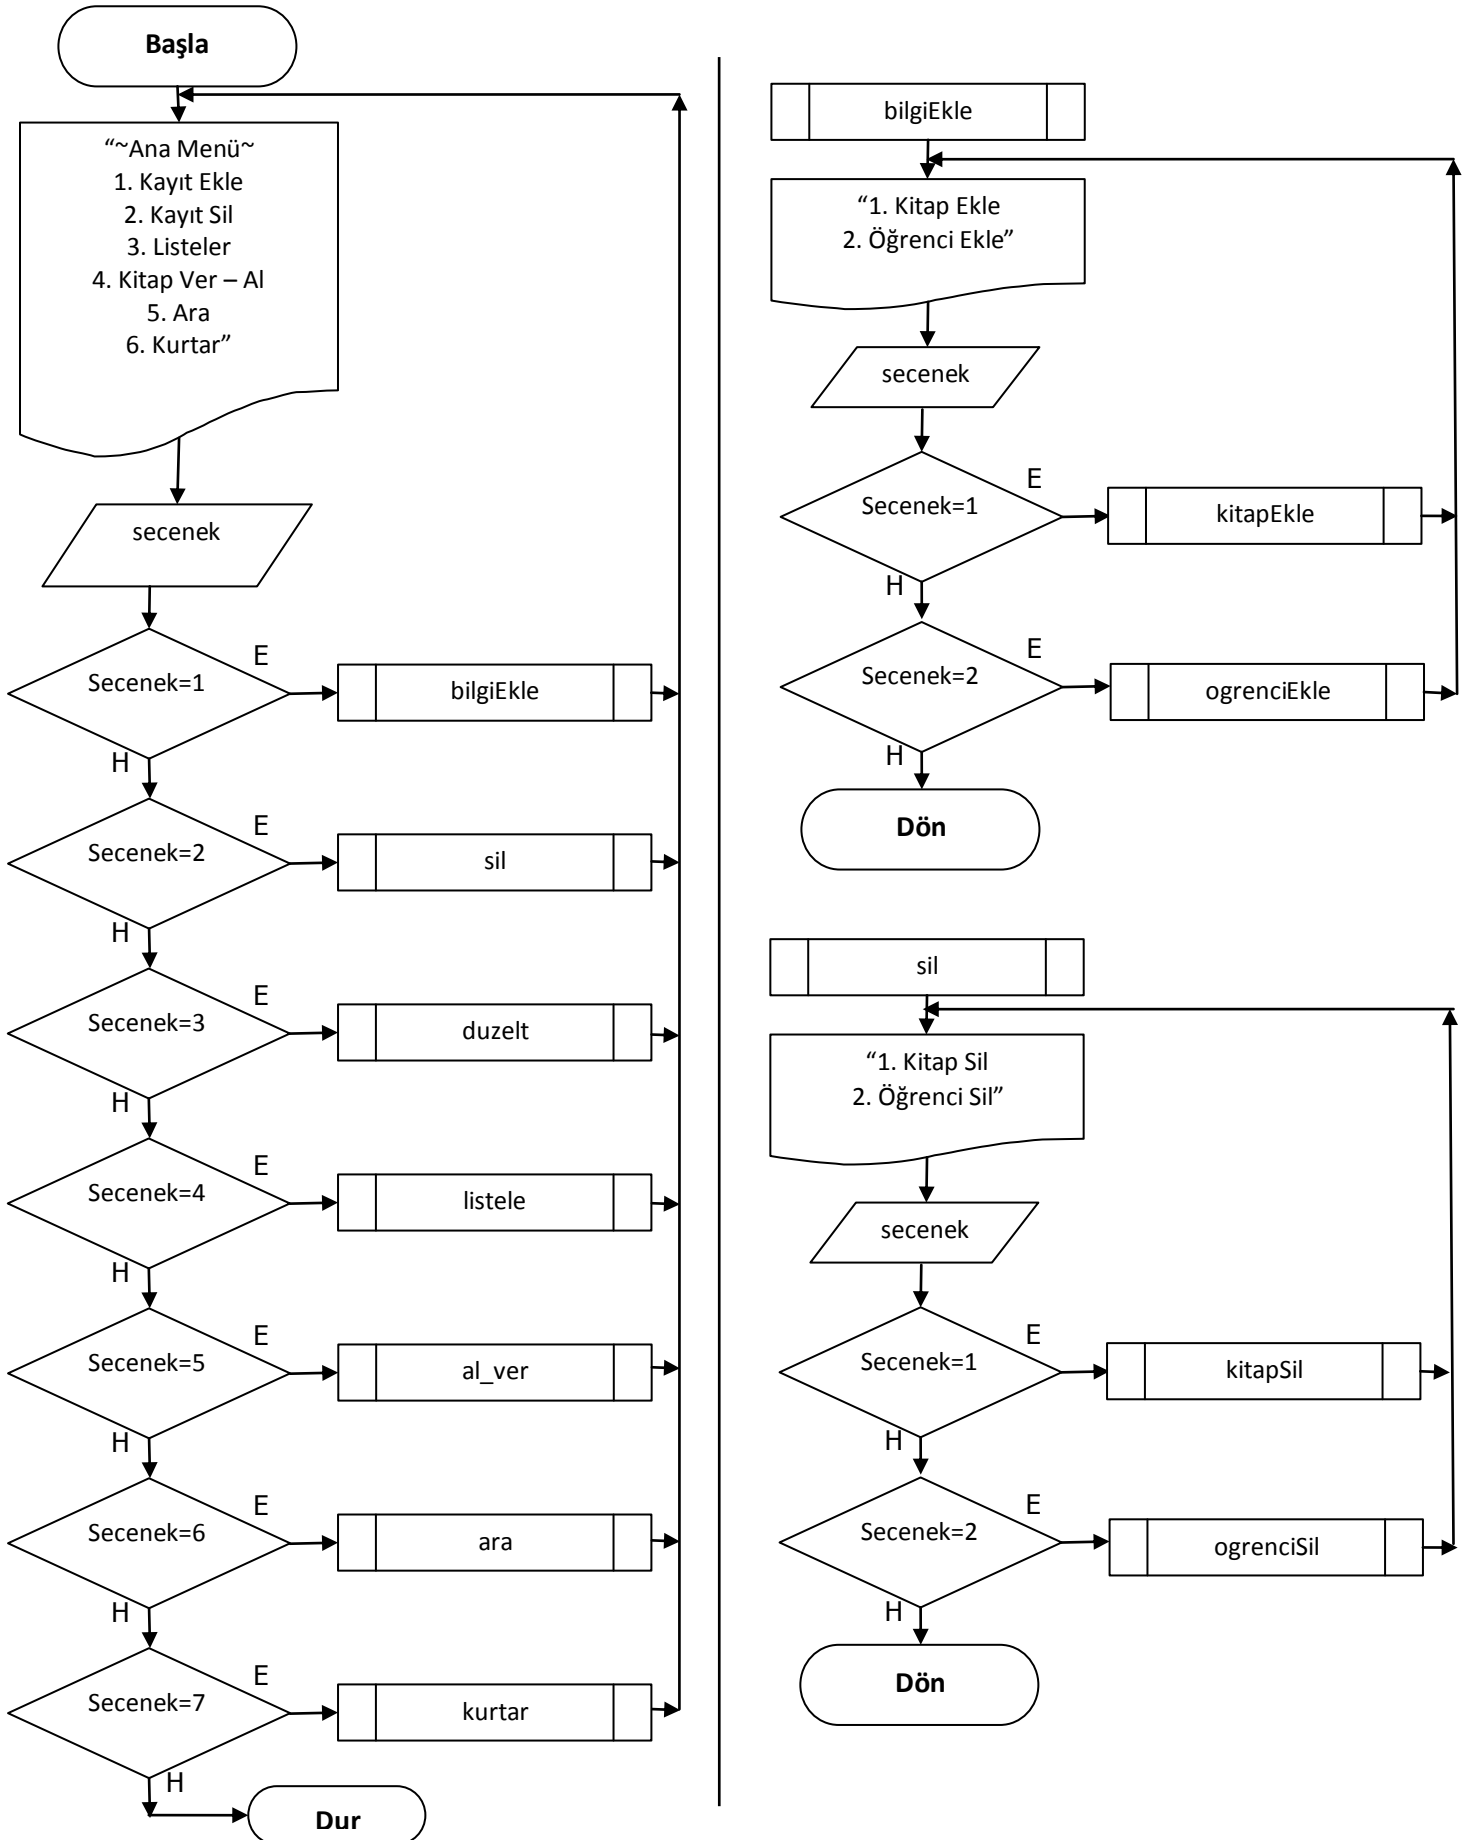 Başla
“~Ana Menü~
1. Kayıt Ekle
2. Kayıt Sil
3. Listeler
4. Kitap Ver – Al
5. Ara
6. Kurtar”
secenek
Secenek=1
E
bilgiEkle
H
Secenek=2
E
sil
H
Secenek=3
E
duzelt
H
Secenek=4
E
listele
H
Secenek=5
E
al_ver
H
Secenek=6
E
ara
H
Secenek=7
E
kurtar
H
Dur
bilgiEkle
“1. Kitap Ekle
2. Öğrenci Ekle”
secenek
Secenek=1
E
kitapEkle
H
Secenek=2
E
ogrenciEkle
H
Dön
sil
“1. Kitap Sil
2. Öğrenci Sil”
secenek
Secenek=1
E
kitapSil
H
Secenek=2
E
ogrenciSil
H
Dön